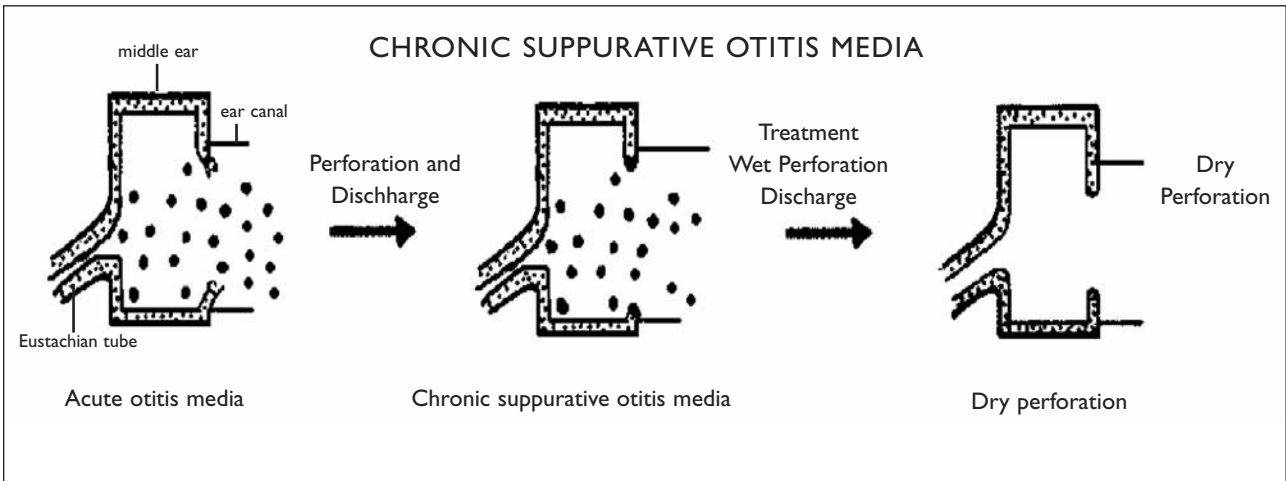 CHRONIC SUPPURATIVE OTITIS MEDIA
middle ear
ear canal
Eustachian tube
Acute otitis media
Perforation and
Dischharge
Chronic suppurative otitis media
Treatment
Wet Perforation
Discharge
Dry
Perforation
Dry perforation